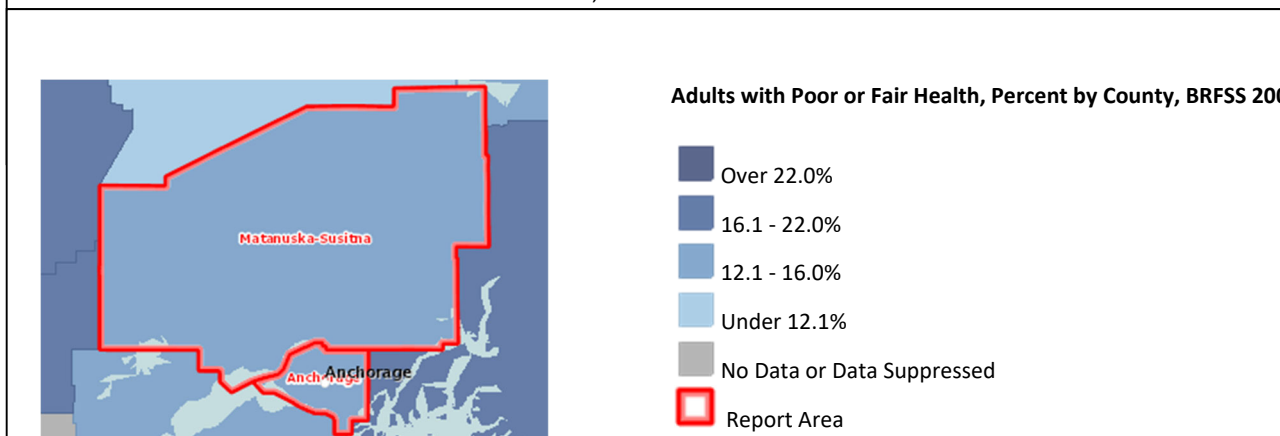 Adults with Poor or Fair Health, Percent by County, BRFSS
Over 22.0%
16.1 - 22.0%
12.1 - 16.0%
Under 12.1%
No Data or Data Suppressed
Report Area
Matanuska-Susitna
Anchorage
Anchorage